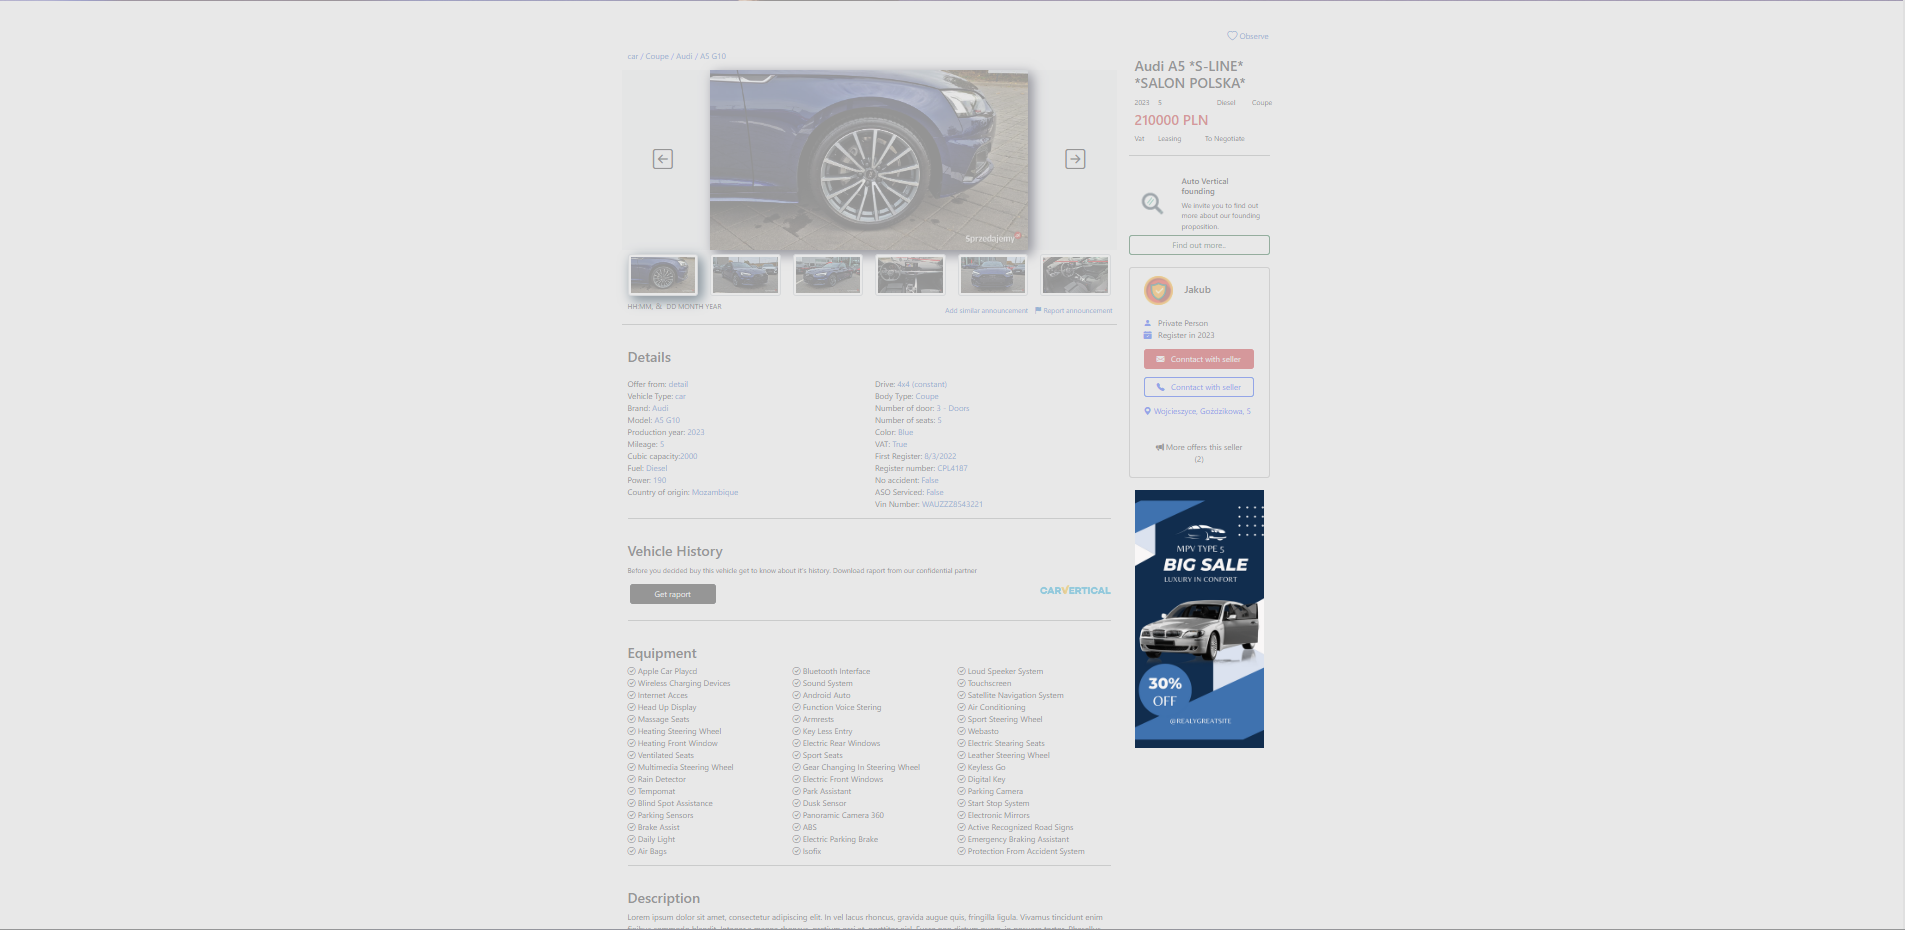 Observe
car / Coupe / Audi / A5 G10
Audi A5 *S-LINE*
*SALON POLSKA*
2023 5 Diesel Coupe
210000 PLN
Vat Leasing To Negotiate
Sprzedajemy
HH:MM, & DD MONTH YEAR
Add similar announcement Report announcement
Auto Vertical
founding
We invite you to find out
more about our founding
proposition.
Find out more..
Jakub
Private Person
Register in 2023
Conntact with seller
Conntact with seller
Wojcieszyce, Goździkowa, 5
More offers this seller
(2)
Details
Offer from: detail
Vehicle Type: car
Brand: Audi
Model: A5 G10
Production year: 2023
Mileage: 5
Cubic capacity:2000
Fuel: Diesel
Power: 190
Country of origin: Mozambique
Drive: 4x4 (constant)
Body Type: Coupe
Number of door: 3 - Doors
Number of seats: 5
Color: Blue
VAT: True
First Register: 8/3/2022
Register number: CPL4187
No accident: False
ASO Serviced: False
Vin Number: WAUZZZ8S43221
Vehicle History
Before you decided buy this vehicle get to know about it's history. Download raport from our confidential partner
Get raport
CARVERTICAL
MPV TYPE 5
BIG SALE
LUXURY IN CONFORT
30%
OFF
@REALYGREATSITE
Equipment
Apple Car Playcd
Wireless Charging Devices
Internet Acces
Head Up Display
Massage Seats
Heating Steering Wheel
Heating Front Window
Ventilated Seats
Multimedia Steering Wheel
Rain Detector
Tempomat
Blind Spot Assistance
Parking Sensors
Brake Assist
Daily Light
Air Bags
Bluetooth Interface
Sound System
Android Auto
Function Voice Stering
Armrests
Key Less Entry
Electric Rear Windows
Sport Seats
Gear Changing In Steering Wheel
Electric Front Windows
Park Assistant
Dusk Sensor
Panoramic Camera 360
ABS
Electric Parking Brake
Isofix
Loud Speeker System
Touchscreen
Satellite Navigation System
Air Conditioning
Sport Steering Wheel
Webasto
Electric Stearing Seats
Leather Steering Wheel
Keyless Go
Digital Key
Parking Camera
Start Stop System
Electronic Mirrors
Active Recognized Road Signs
Emergency Braking Assistant
Protection From Accident System
Description
Lorem ipsum dolor sit amet, consectetur adipiscing elit. In vel lacus rhoncus, gravida augue quis, fringilla ligula. Vivamus tincidunt enim